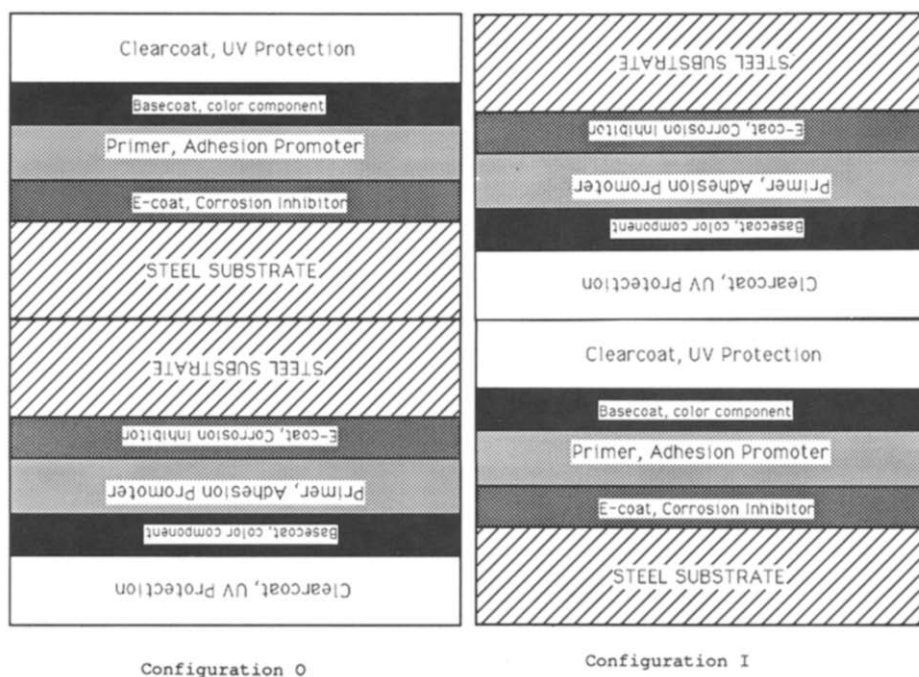 Clearcoat, UV Protection
Basecoat, color component
Primer, Adhesion Promoter
E-coat, Corrosion Inhibitor
STEEL SUBSTRATE
STEEL SUBSTRATE
E-coat, Corrosion Inhibitor
Primer, Adhesion Promoter
Basecoat, color component
Clearcoat, UV Protection
Configuration O
STEEL SUBSTRATE
E-coat, Corrosion Inhibitor
Primer, Adhesion Promoter
Basecoat, color component
Clearcoat, UV Protection
Clearcoat, UV Protection
Basecoat, color component
Primer, Adhesion Promoter
E-coat, Corrosion Inhibitor
STEEL SUBSTRATE
Configuration I